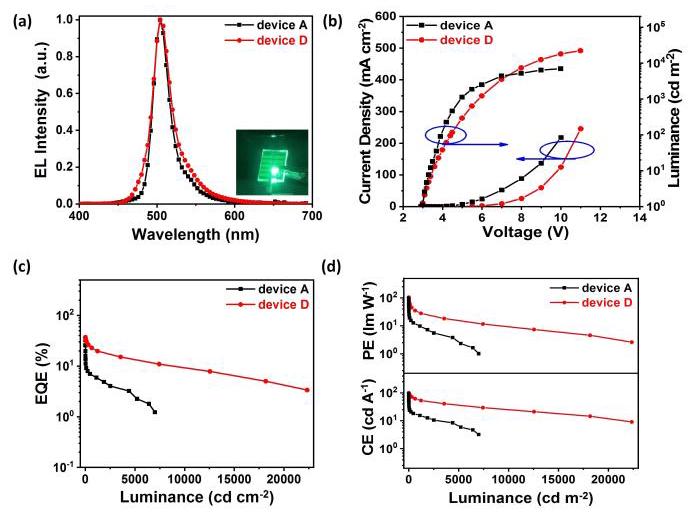 (a)
EL Intensity (a.u.)
1.0
0.8
0.6
0.4
0.2
0.0
device A
device D
400 500 600 700
Wavelength (nm)
(b)
Current Density (mA cm⁻²)
600
500
400
300
200
100
0
device A
device D
10⁵
10⁴
10³
10²
10¹
10⁰
Luminance (cd m⁻²)
2 4 6 8 10 12 14
Voltage (V)
(c)
EQE (%)
10²
10¹
10⁰
10⁻¹
device A
device D
0 5000 10000 15000 20000
Luminance (cd cm⁻²)
(d)
PE (lm W⁻¹)
10²
10¹
10⁰
device A
device D
CE (cd A⁻¹)
10²
10¹
10⁰
0 5000 10000 15000 20000
Luminance (cd m⁻²)